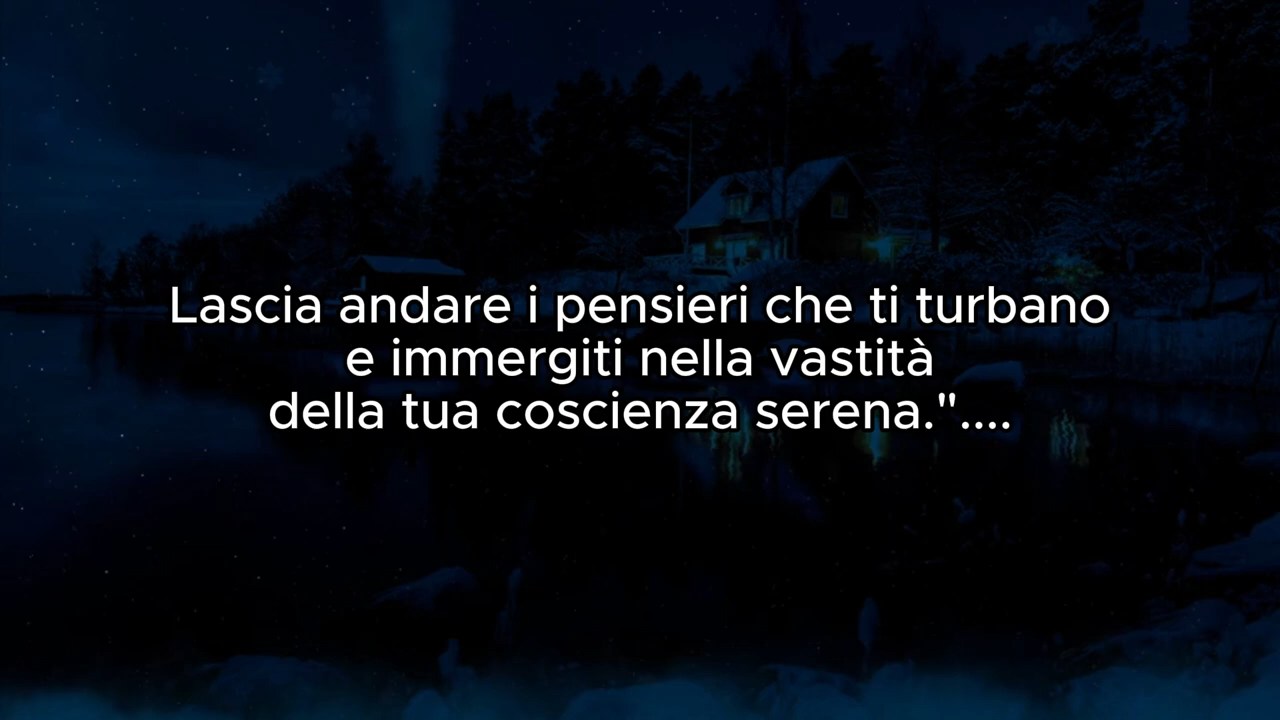 Lascia andare i pensieri che ti turbano
e immergiti nella vastità
della tua coscienza serena."....